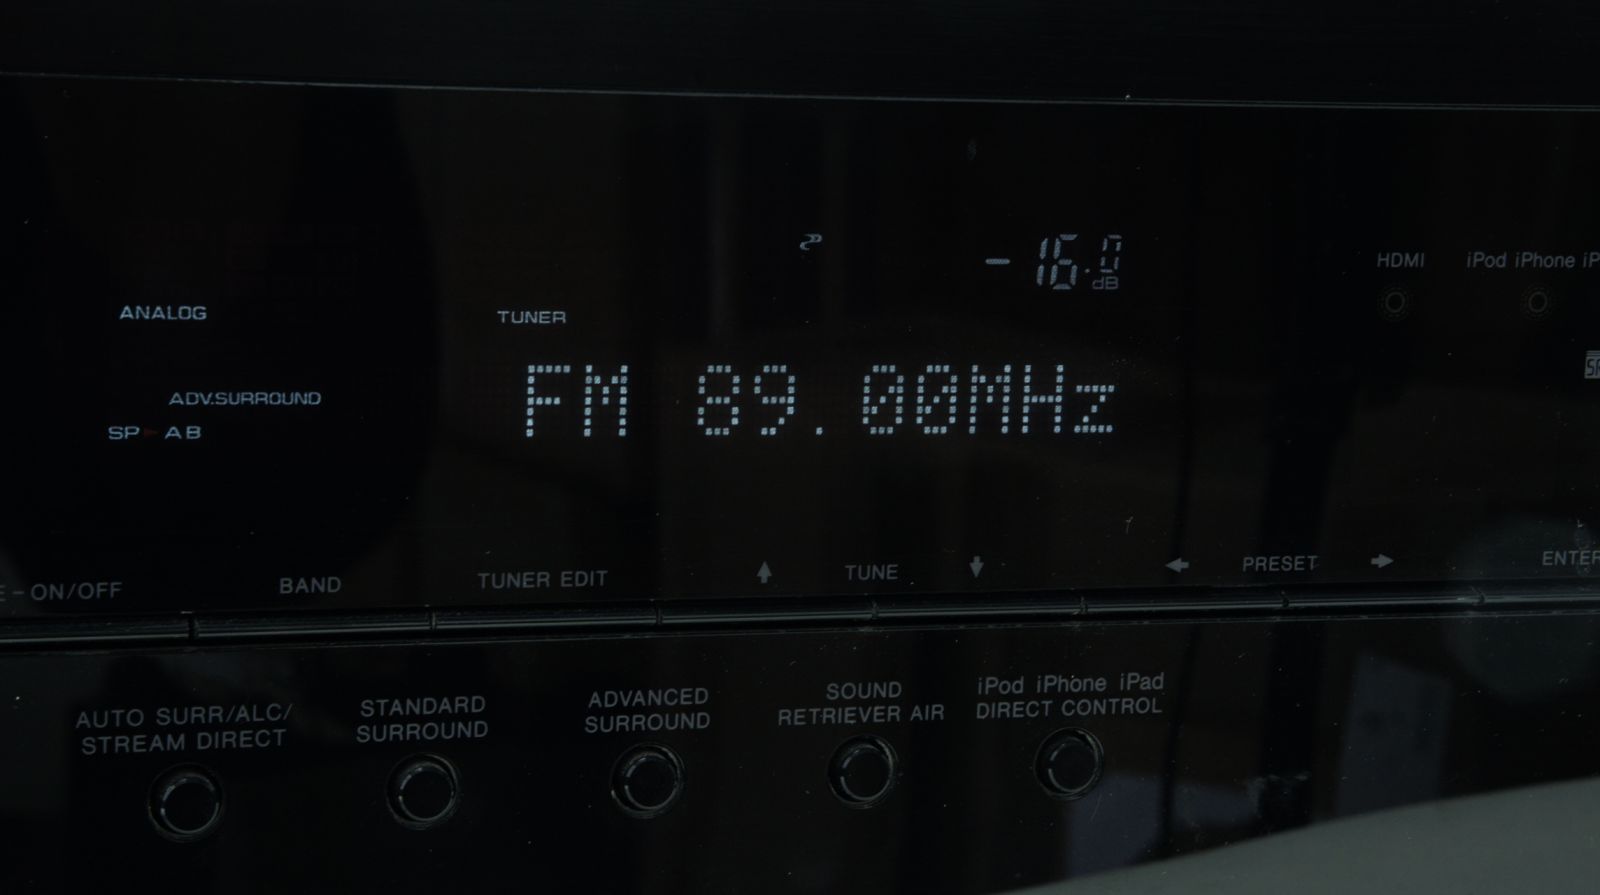 -16.0
dB
HDMI
iPod iPhone iP
ANALOG
TUNER
ADV.SURROUND
FM 89.00MHz
SP AB
E-ON/OFF
BAND
TUNER EDIT
TUNE
PRESET
ENTER
AUTO SURR/ALC/
STREAM DIRECT
STANDARD
SURROUND
ADVANCED
SURROUND
SOUND
RETRIEVER AIR
iPod iPhone iPad
DIRECT CONTROL